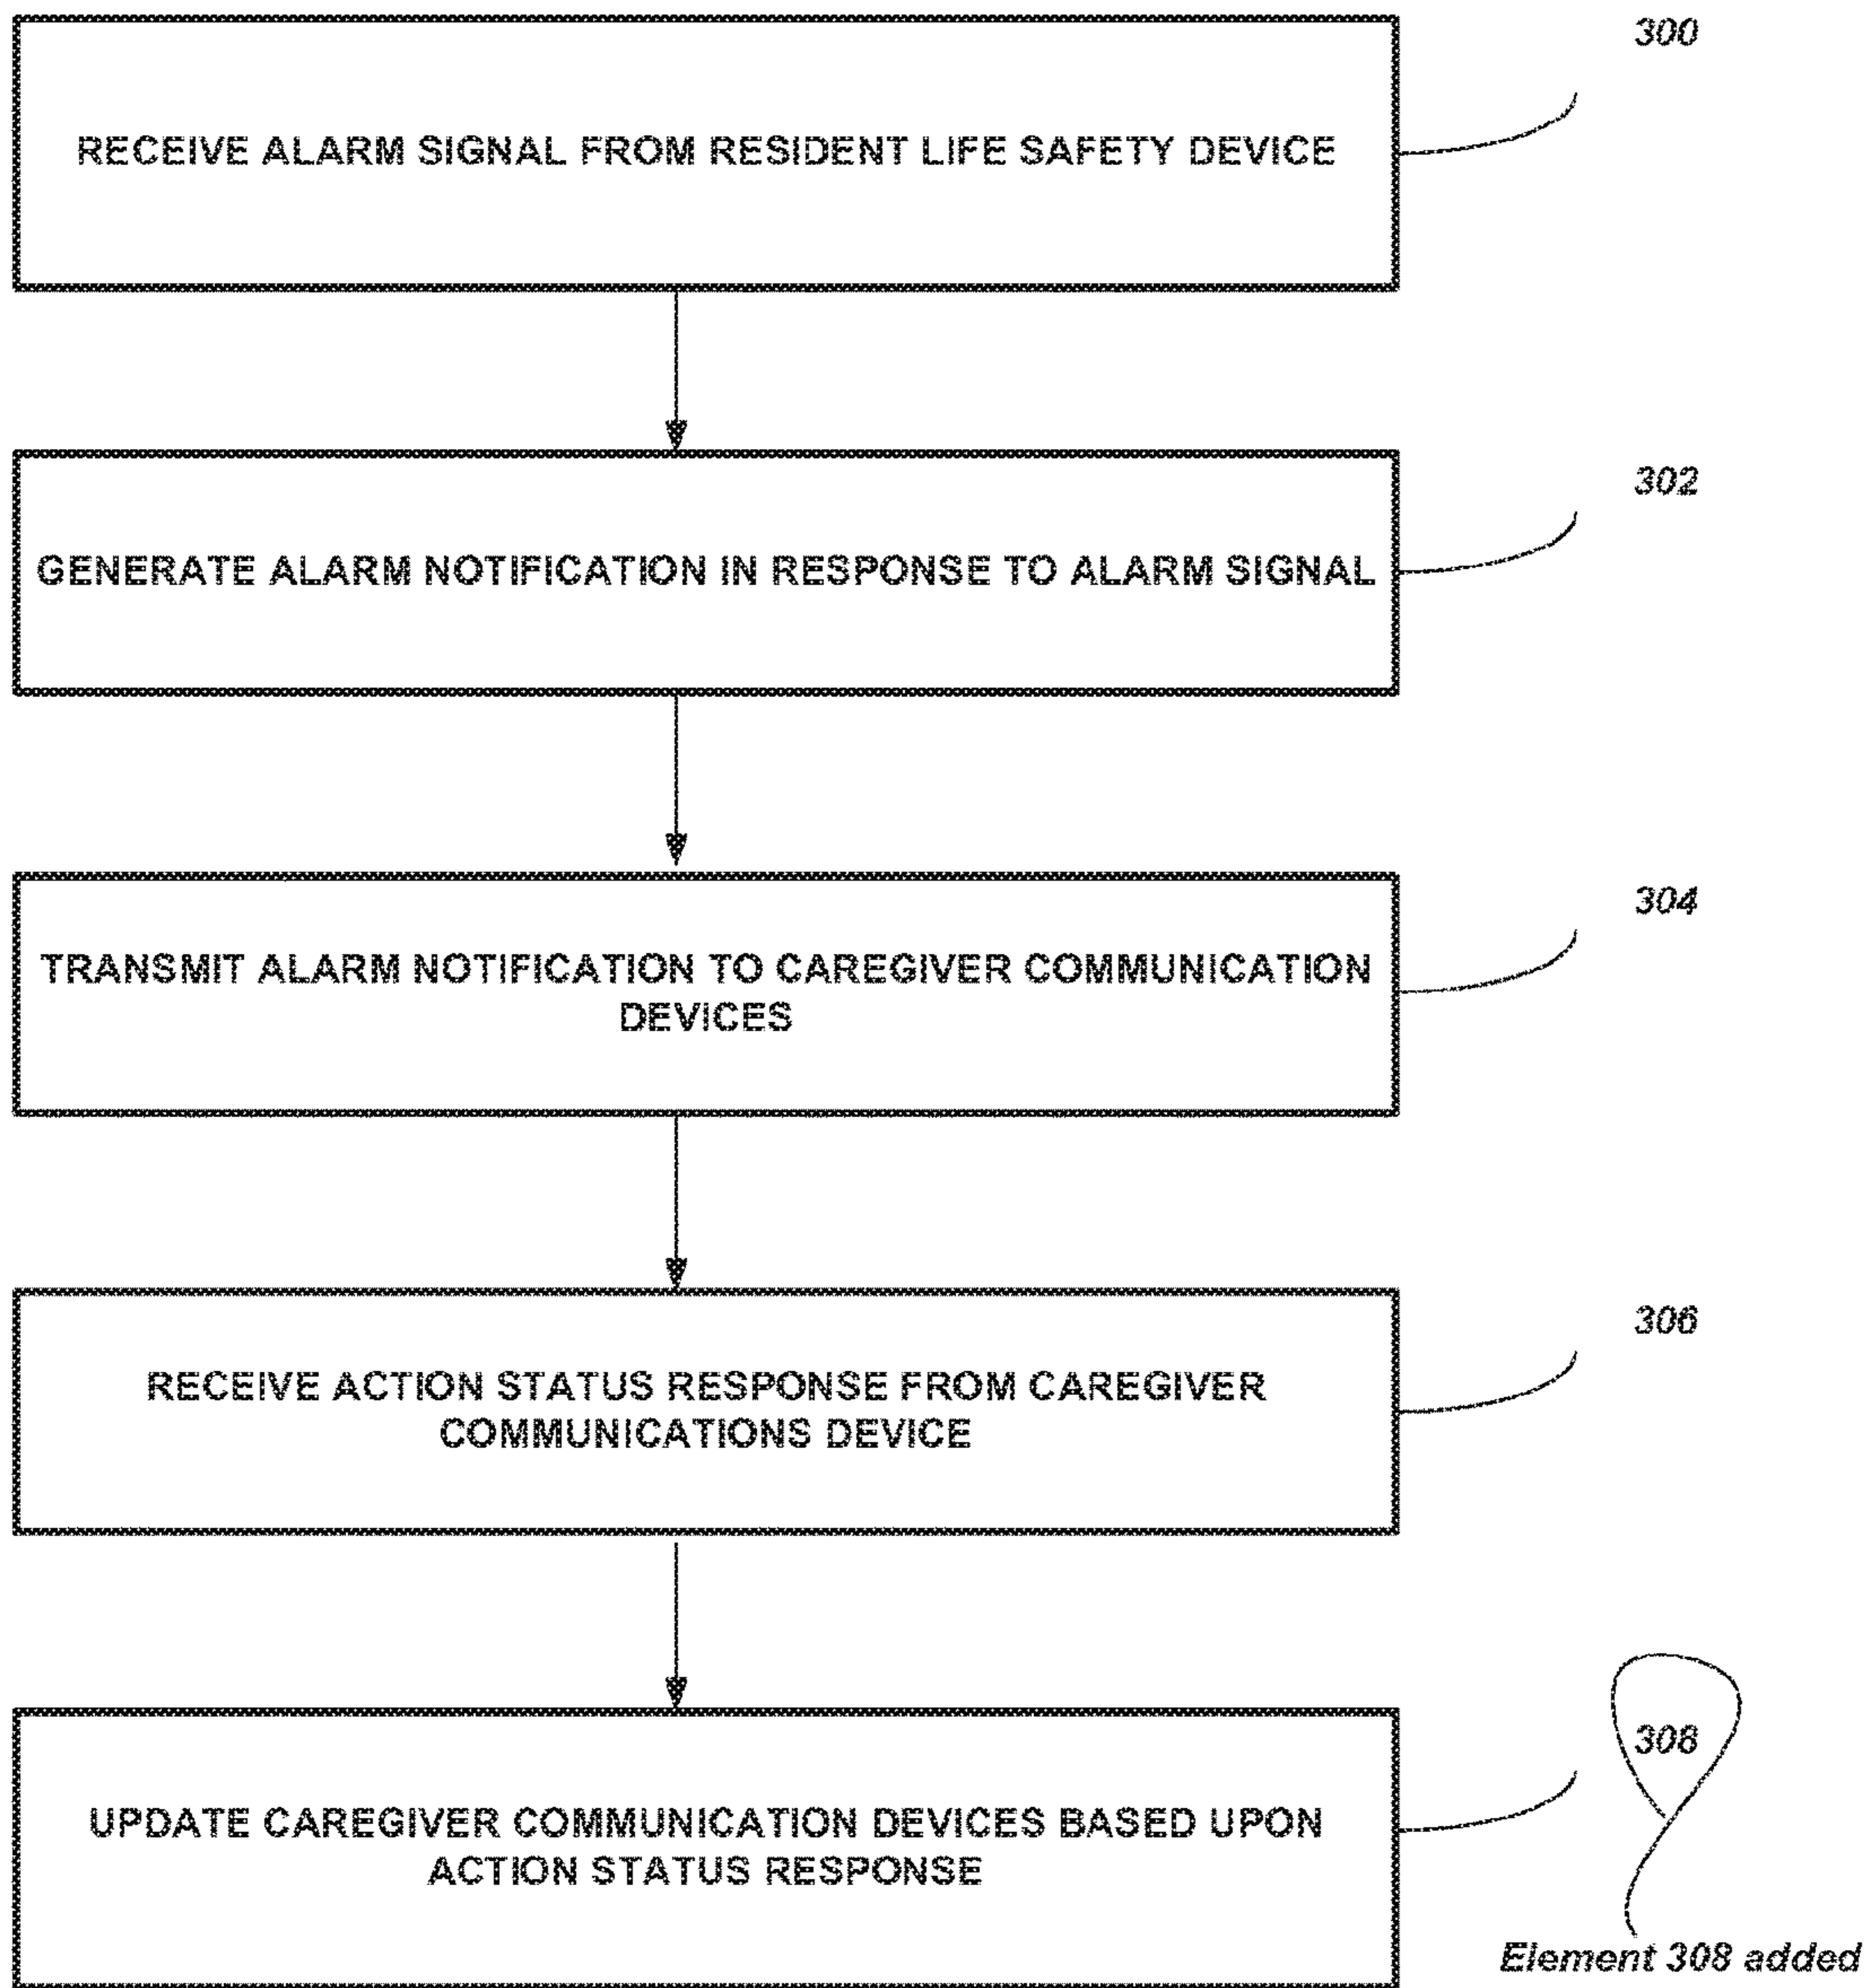 300
RECEIVE ALARM SIGNAL FROM RESIDENT LIFE SAFETY DEVICE
302
GENERATE ALARM NOTIFICATION IN RESPONSE TO ALARM SIGNAL
304
TRANSMIT ALARM NOTIFICATION TO CAREGIVER COMMUNICATION
DEVICES
306
RECEIVE ACTION STATUS RESPONSE FROM CAREGIVER
COMMUNICATIONS DEVICE
308
UPDATE CAREGIVER COMMUNICATION DEVICES BASED UPON
ACTION STATUS RESPONSE
Element 308 added